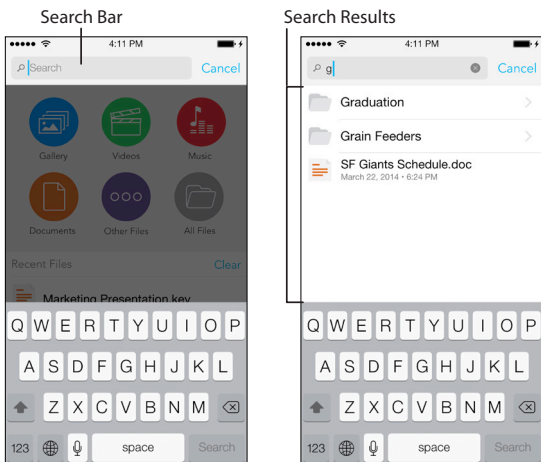 Search Bar
4:11 PM
Search
Cancel
Gallery
Videos
Music
Documents
Other Files
All Files
Recent Files
Clear
Marketing Presentation.key
Q W E R T Y U I O P
A S D F G H J K L
Z X C V B N M
123
space
Search
Search Results
4:11 PM
g
Cancel
Graduation
Grain Feeders
SF Giants Schedule.doc
March 22, 2014 • 6:24 PM
Q W E R T Y U I O P
A S D F G H J K L
Z X C V B N M
123
space
Search